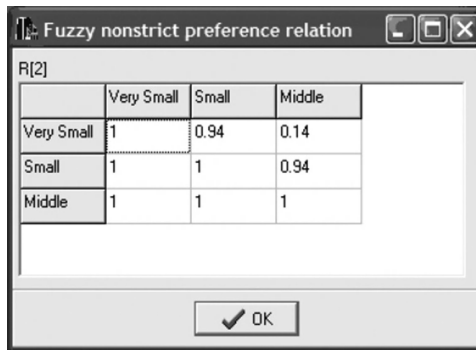 Fuzzy nonstrict preference relation
R[2]
Very Small Small Middle
Very Small 1 0.94 0.14
Small 1 1 0.94
Middle 1 1 1
OK